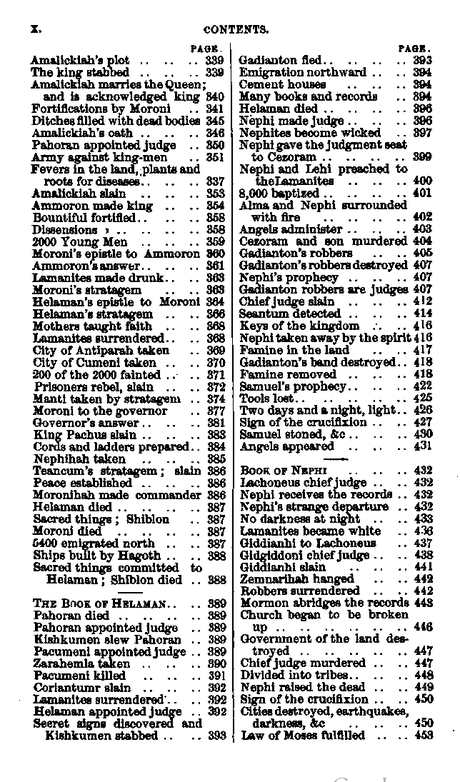 X. CONTENTS.
PAGE.
Amalickiah's plot .. .. .. 339
The king stabbed .. .. .. 339
Amalickiah marries the Queen;
and is acknowledged king 340
Fortifications by Moroni .. 341
Ditches filled with dead bodies 345
Amalickiah's oath .. .. .. 346
Pahoran appointed judge .. 350
Army against king-men .. 351
Fevers in the land, plants and
roots for diseases.. .. .. 337
Amalickiah slain .. .. .. 353
Ammoron made king .. .. 354
Bountiful fortified.. .. .. 358
Dissensions .. .. .. .. 358
2000 Young Men .. .. .. 359
Moroni's epistle to Ammoron 360
Ammoron's answer.. .. .. 361
Lamanites made drunk.. .. 363
Moroni's stratagem .. .. 363
Helaman's epistle to Moroni 364
Helaman's stratagem .. .. 366
Mothers taught faith .. .. 368
Lamanites surrendered.. .. 368
City of Antiparah taken .. 369
City of Cumeni taken .. .. 370
200 of the 2000 fainted .. .. 371
Prisoners rebel, slain .. .. 372
Manti taken by stratagem .. 374
Moroni to the governor .. 377
Governor's answer.. .. .. 381
King Pachus slain .. .. .. 383
Cords and ladders prepared.. 384
Nephihah taken .. .. .. 385
Teancum's stratagem; slain 386
Peace established .. .. .. 386
Moronihah made commander 386
Helaman died .. .. .. .. 387
Sacred things; Shiblon .. 387
Moroni died .. .. .. .. 387
5400 emigrated north .. .. 387
Ships built by Hagoth .. .. 388
Sacred things committed to
Helaman; Shiblon died .. 388
THE BOOK OF HELAMAN.. .. 389
Pahoran died .. .. .. .. 389
Pahoran appointed judge .. 389
Kishkumen slew Pahoran .. 389
Pacumeni appointed judge .. 389
Zarahemla taken .. .. .. 390
Pacumeni killed .. .. .. 391
Coriantumr slain .. .. .. 392
Lamanites surrendered .. .. 392
Helaman appointed judge .. 392
Secret signs discovered and
Kishkumen stabbed .. .. 393
PAGE.
Gadianton fled.. .. .. .. 393
Emigration northward .. .. 394
Cement houses .. .. .. 394
Many books and records .. 394
Helaman died .. .. .. .. 396
Nephi made judge.. .. .. 396
Nephites become wicked .. 397
Nephi gave the judgment seat
to Cezoram .. .. .. .. 399
Nephi and Lehi preached to
the Lamanites .. .. .. 400
8,000 baptized .. .. .. .. 401
Alma and Nephi surrounded
with fire .. .. .. .. 402
Angels administer .. .. .. 403
Cezoram and son murdered 404
Gadianton's robbers .. .. 405
Gadianton's robbers destroyed 407
Nephi's prophecy .. .. .. 407
Gadianton robbers are judges 407
Chief judge slain .. .. .. 412
Seantum detected .. .. .. 414
Keys of the kingdom .. .. 416
Nephi taken away by the spirit 416
Famine in the land .. .. 417
Gadianton's band destroyed.. 418
Famine removed .. .. .. 418
Samuel's prophecy.. .. .. 422
Tools lost.. .. .. .. .. 425
Two days and a night, light.. 426
Sign of the crucifixion .. .. 427
Samuel stoned, &c .. .. .. 430
Angels appeared .. .. .. 431
BOOK OF NEPHI .. .. .. 432
Lachoneus chief judge .. .. 432
Nephi receives the records .. 432
Nephi's strange departure .. 432
No darkness at night .. .. 433
Lamanites became white .. 436
Giddianhi to Lachoneus .. 437
Gidgiddoni chief judge .. .. 438
Giddianhi slain .. .. .. 441
Zemnarihah hanged .. .. 442
Robbers surrendered .. .. 442
Mormon abridges the records 443
Church began to be broken
up .. .. .. .. .. .. 446
Government of the land des-
troyed .. .. .. .. .. 447
Chief judge murdered .. .. 447
Divided into tribes.. .. .. 448
Nephi raised the dead .. .. 449
Sign of the crucifixion .. .. 450
Cities destroyed, earthquakes,
darkness, &c .. .. .. 450
Law of Moses fulfilled .. .. 453